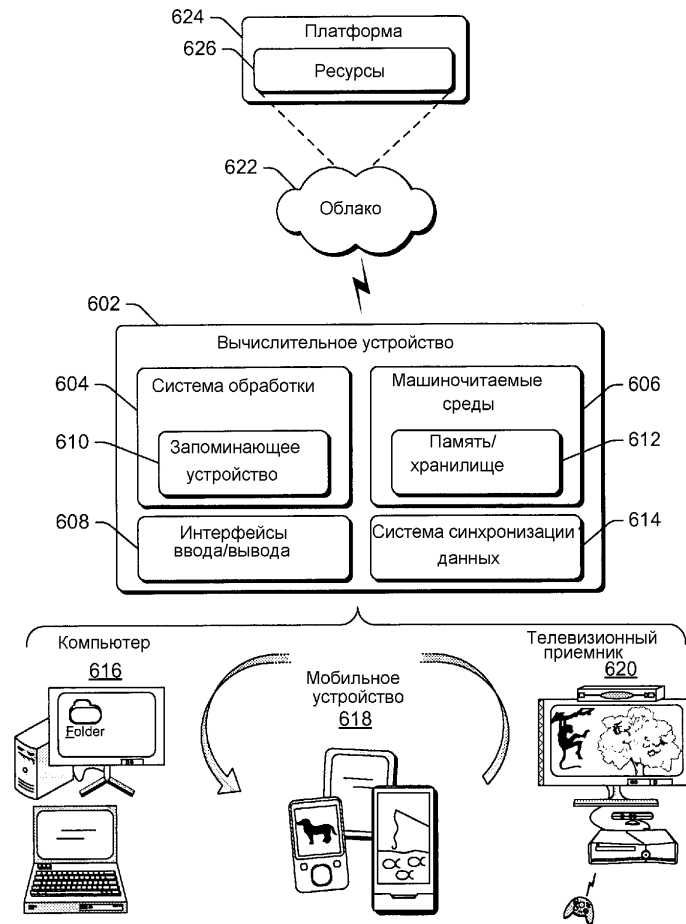 624
Платформа
626
Ресурсы
622
Облако
602
Вычислительное устройство
604
Система обработки
Машиночитаемые
среды
606
610
Запоминающее
устройство
Память/
хранилище
612
608
Интерфейсы
ввода/вывода
Система синхронизации
данных
614
Компьютер
616
Folder
Мобильное
устройство
618
Телевизионный
приемник
620